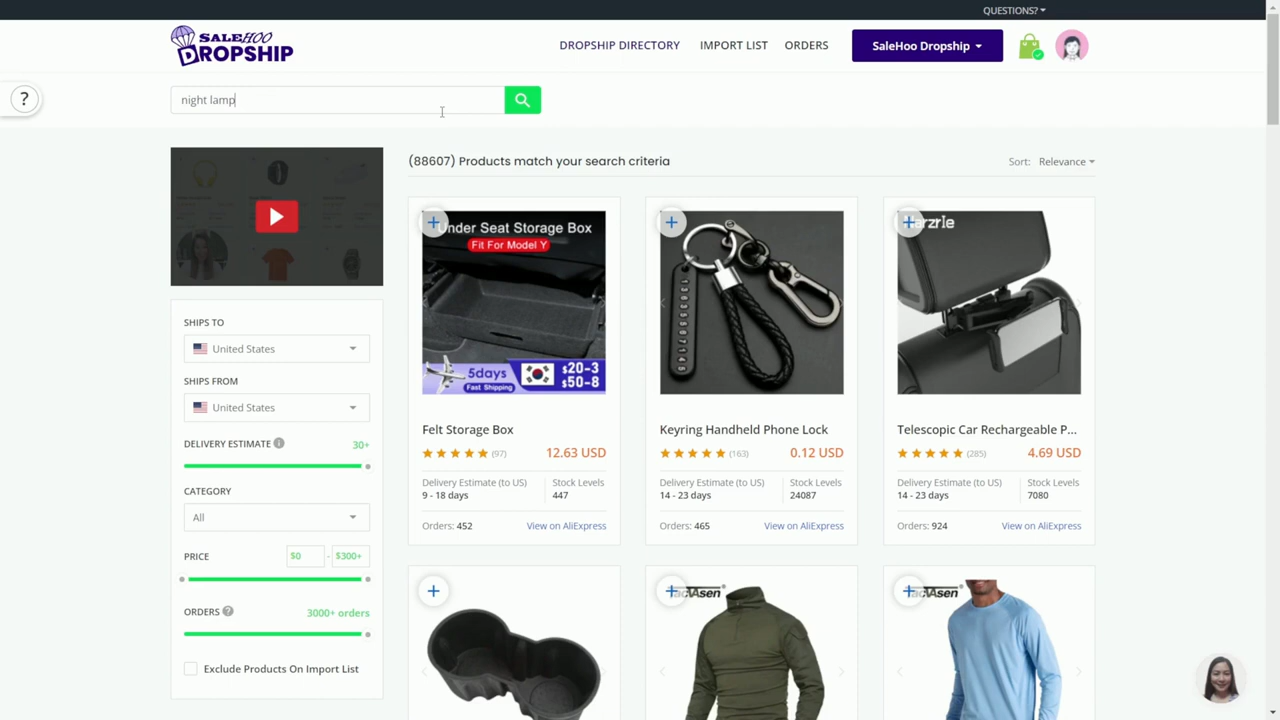 QUESTIONS?
SALEHOO
DROPSHIP
DROPSHIP DIRECTORY
IMPORT LIST
ORDERS
SaleHoo Dropship
?
night lamp
(88607) Products match your search criteria
Sort: Relevance
SHIPS TO
United States
SHIPS FROM
United States
DELIVERY ESTIMATE
30+
CATEGORY
All
PRICE
$0 - $300+
ORDERS
3000+ orders
Exclude Products On Import List
Under Seat Storage Box
Fit For Model Y
5days
Fast Shipping
$20-3
$50-8
Felt Storage Box
(97)
12.63 USD
Delivery Estimate (to US)
9 - 18 days
Stock Levels
447
Orders: 452
View on AliExpress
Keyring Handheld Phone Lock
(163)
0.12 USD
Delivery Estimate (to US)
14 - 23 days
Stock Levels
24087
Orders: 465
View on AliExpress
Telescopic Car Rechargeable P...
(285)
4.69 USD
Delivery Estimate (to US)
14 - 23 days
Stock Levels
7080
Orders: 924
View on AliExpress